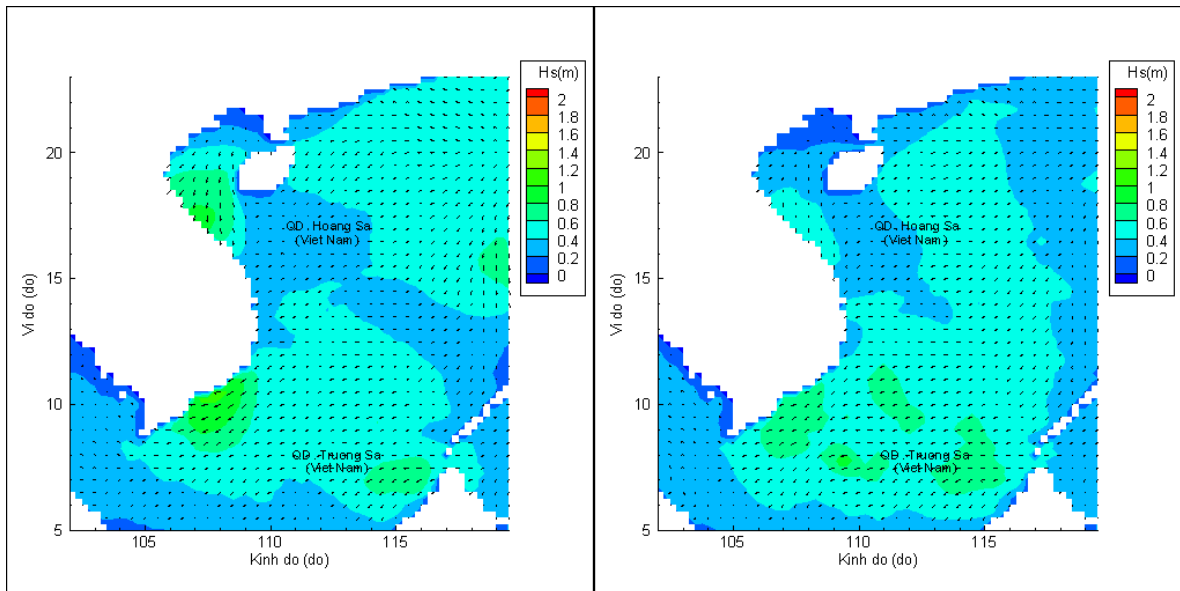 Hs(m)
2
1.8
1.6
1.4
1.2
1
0.8
0.6
0.4
0.2
0
20
15
10
5
Vi do (do)
QD. Hoang Sa
(Viet Nam)
QD. Truong Sa
(Viet Nam)
105
110
115
Kinh do (do)
Hs(m)
2
1.8
1.6
1.4
1.2
1
0.8
0.6
0.4
0.2
0
20
15
10
5
Vi do (do)
QD. Hoang Sa
(Viet Nam)
QD. Truong Sa
(Viet Nam)
105
110
115
Kinh do (do)